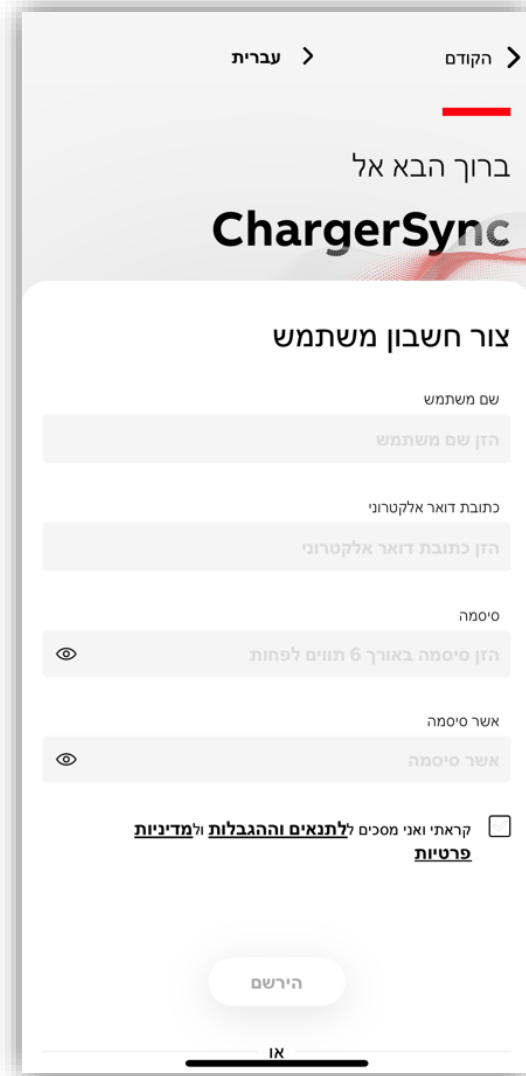 הקודם
עברית
ברוך הבא אל
ChargerSync
צור חשבון משתמש
שם משתמש
הזן שם משתמש
כתובת דואר אלקטרוני
הזן כתובת דואר אלקטרוני
סיסמה
הזן סיסמה באורך 6 תווים לפחות
אשר סיסמה
אשר סיסמה
קראתי ואני מסכים ללתנאים וההגבלות ולמדיניות
פרטיות
הירשם
או